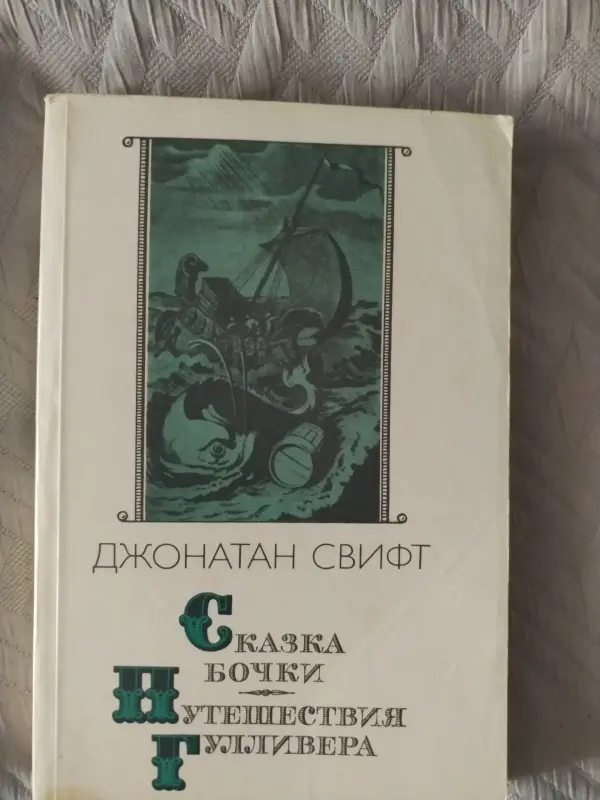 ДЖОНАТАН СВИФТ
СКАЗКА
БОЧКИ
ПУТЕШЕСТВИЯ
ГУЛЛИВЕРА